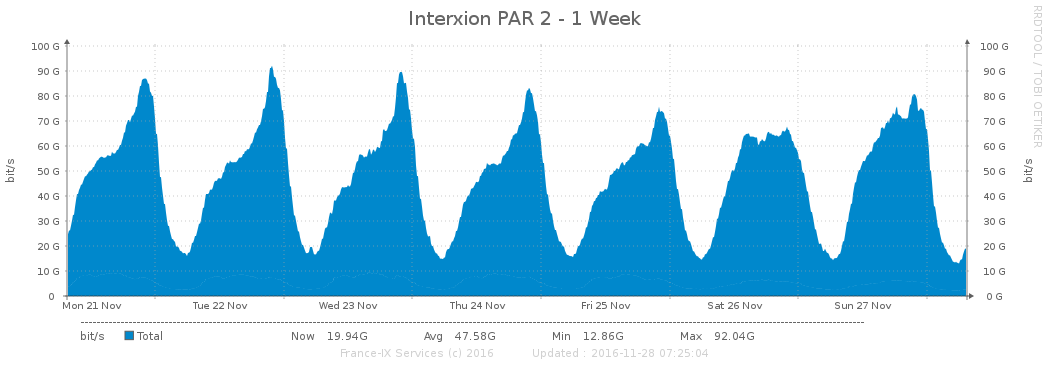 Interxion PAR 2 - 1 Week
RRDTOOL / TOBI OETIKER
100 G 100 G
90 G 90 G
80 G 80 G
70 G 70 G
60 G 60 G
50 G 50 G
40 G 40 G
30 G 30 G
20 G 20 G
10 G 10 G
0 0 G
bit/s bit/s
Mon 21 Nov Tue 22 Nov Wed 23 Nov Thu 24 Nov Fri 25 Nov Sat 26 Nov Sun 27 Nov
bit/s Total Now 19.94G Avg 47.58G Min 12.86G Max 92.04G
France-IX Services (c) 2016 Updated : 2016-11-28 07:25:04